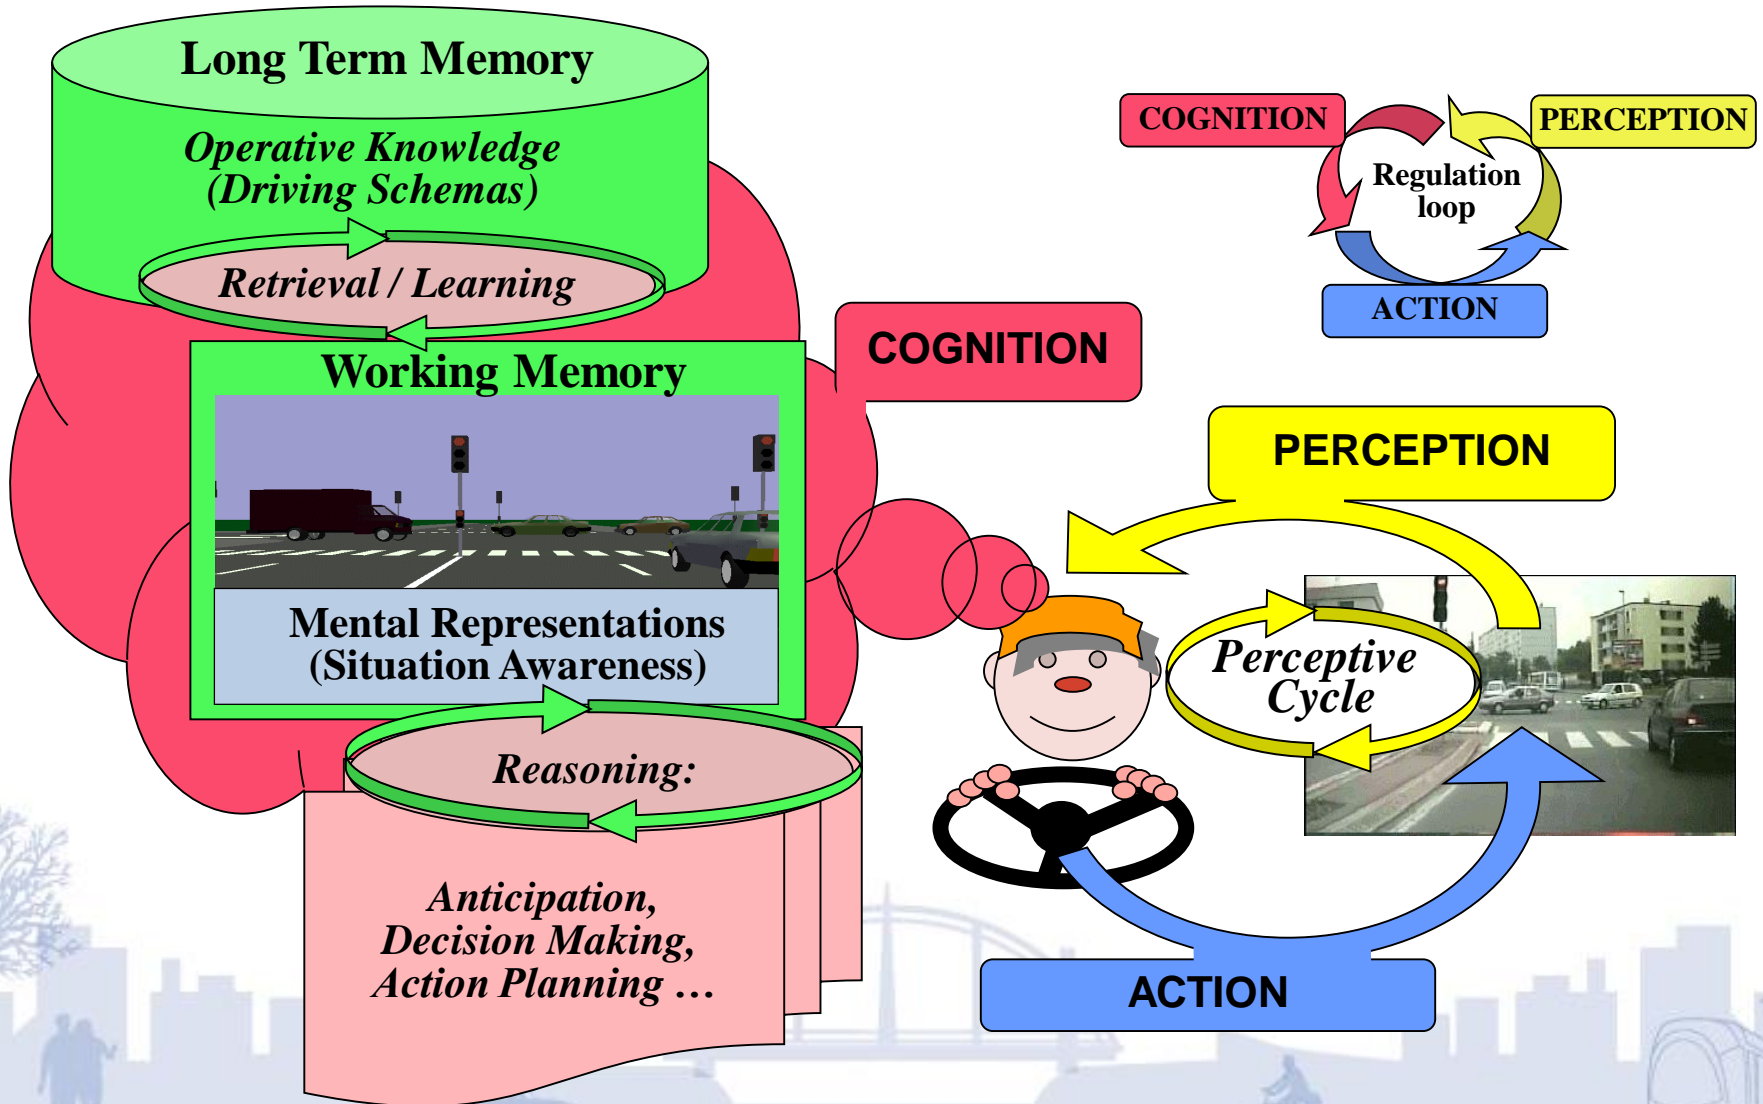 Long Term Memory
Operative Knowledge
(Driving Schemas)
Retrieval / Learning
Working Memory
Mental Representations
(Situation Awareness)
Reasoning:
Anticipation,
Decision Making,
Action Planning …
COGNITION
COGNITION
PERCEPTION
Regulation
loop
ACTION
PERCEPTION
Perceptive
Cycle
ACTION